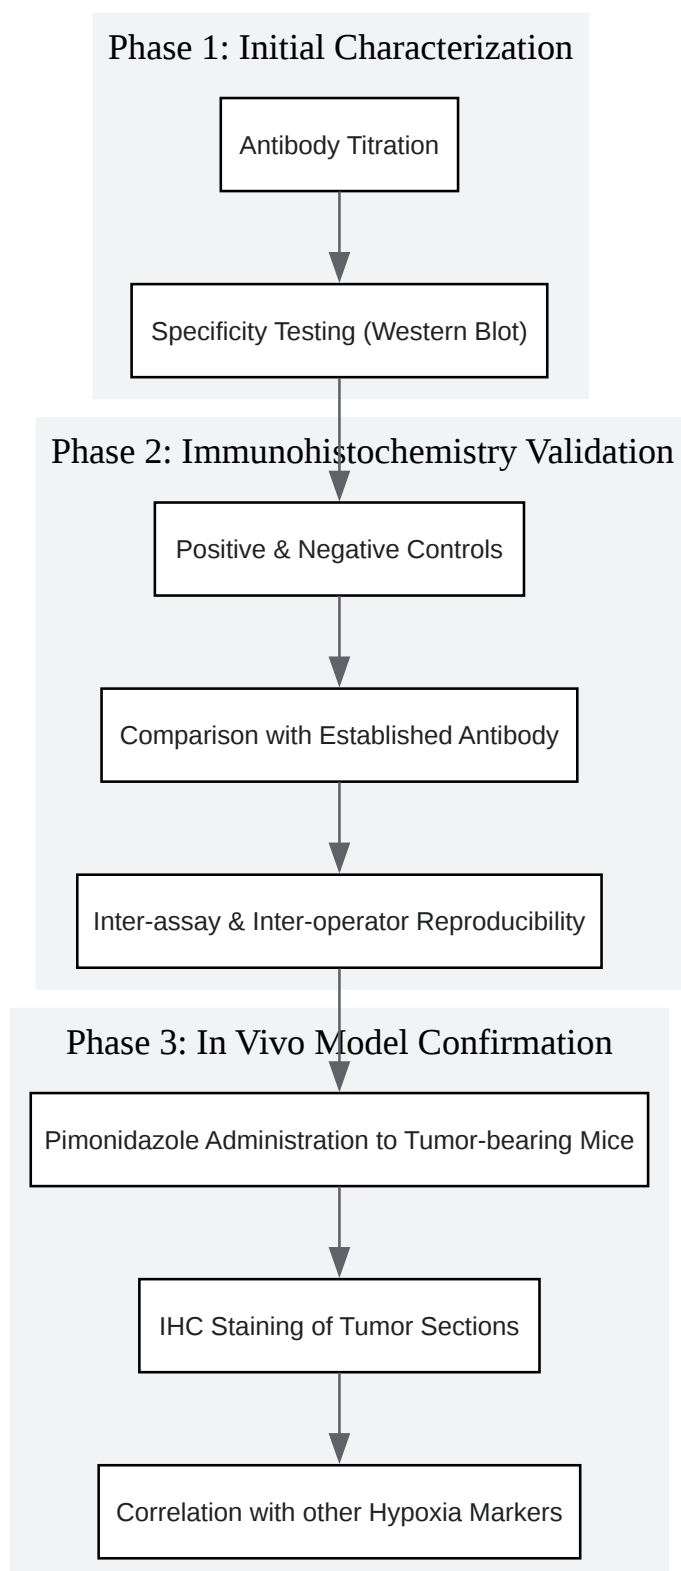 Phase 1: Initial Characterization
Antibody Titration
Specificity Testing (Western Blot)
Phase 2: Immunohistochemistry Validation
Positive & Negative Controls
Comparison with Established Antibody
Inter-assay & Inter-operator Reproducibility
Phase 3: In Vivo Model Confirmation
Pimonidazole Administration to Tumor-bearing Mice
IHC Staining of Tumor Sections
Correlation with other Hypoxia Markers